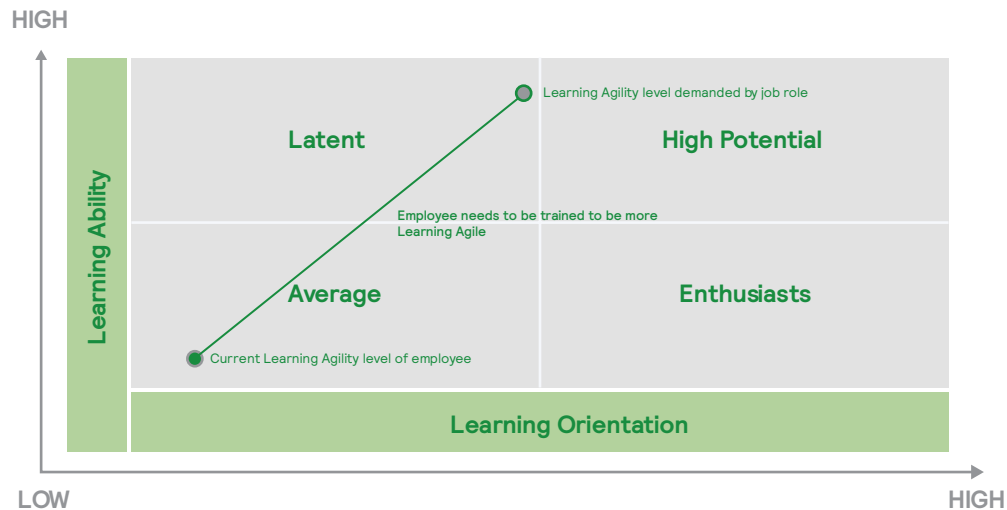 HIGH
Learning Agility level demanded by job role
Latent
High Potential
Learning Ability
Employee needs to be trained to be more
Learning Agile
Average
Enthusiasts
Current Learning Agility level of employee
Learning Orientation
LOW
HIGH